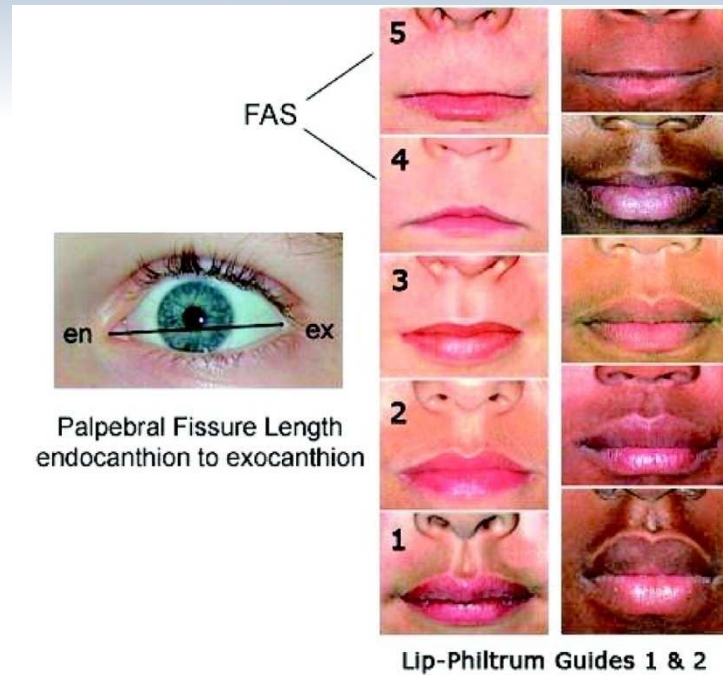 5
FAS
4
3
en
ex
2
Palpebral Fissure Length
endocanthion to exocanthion
1
Lip-Philtrum Guides 1 & 2